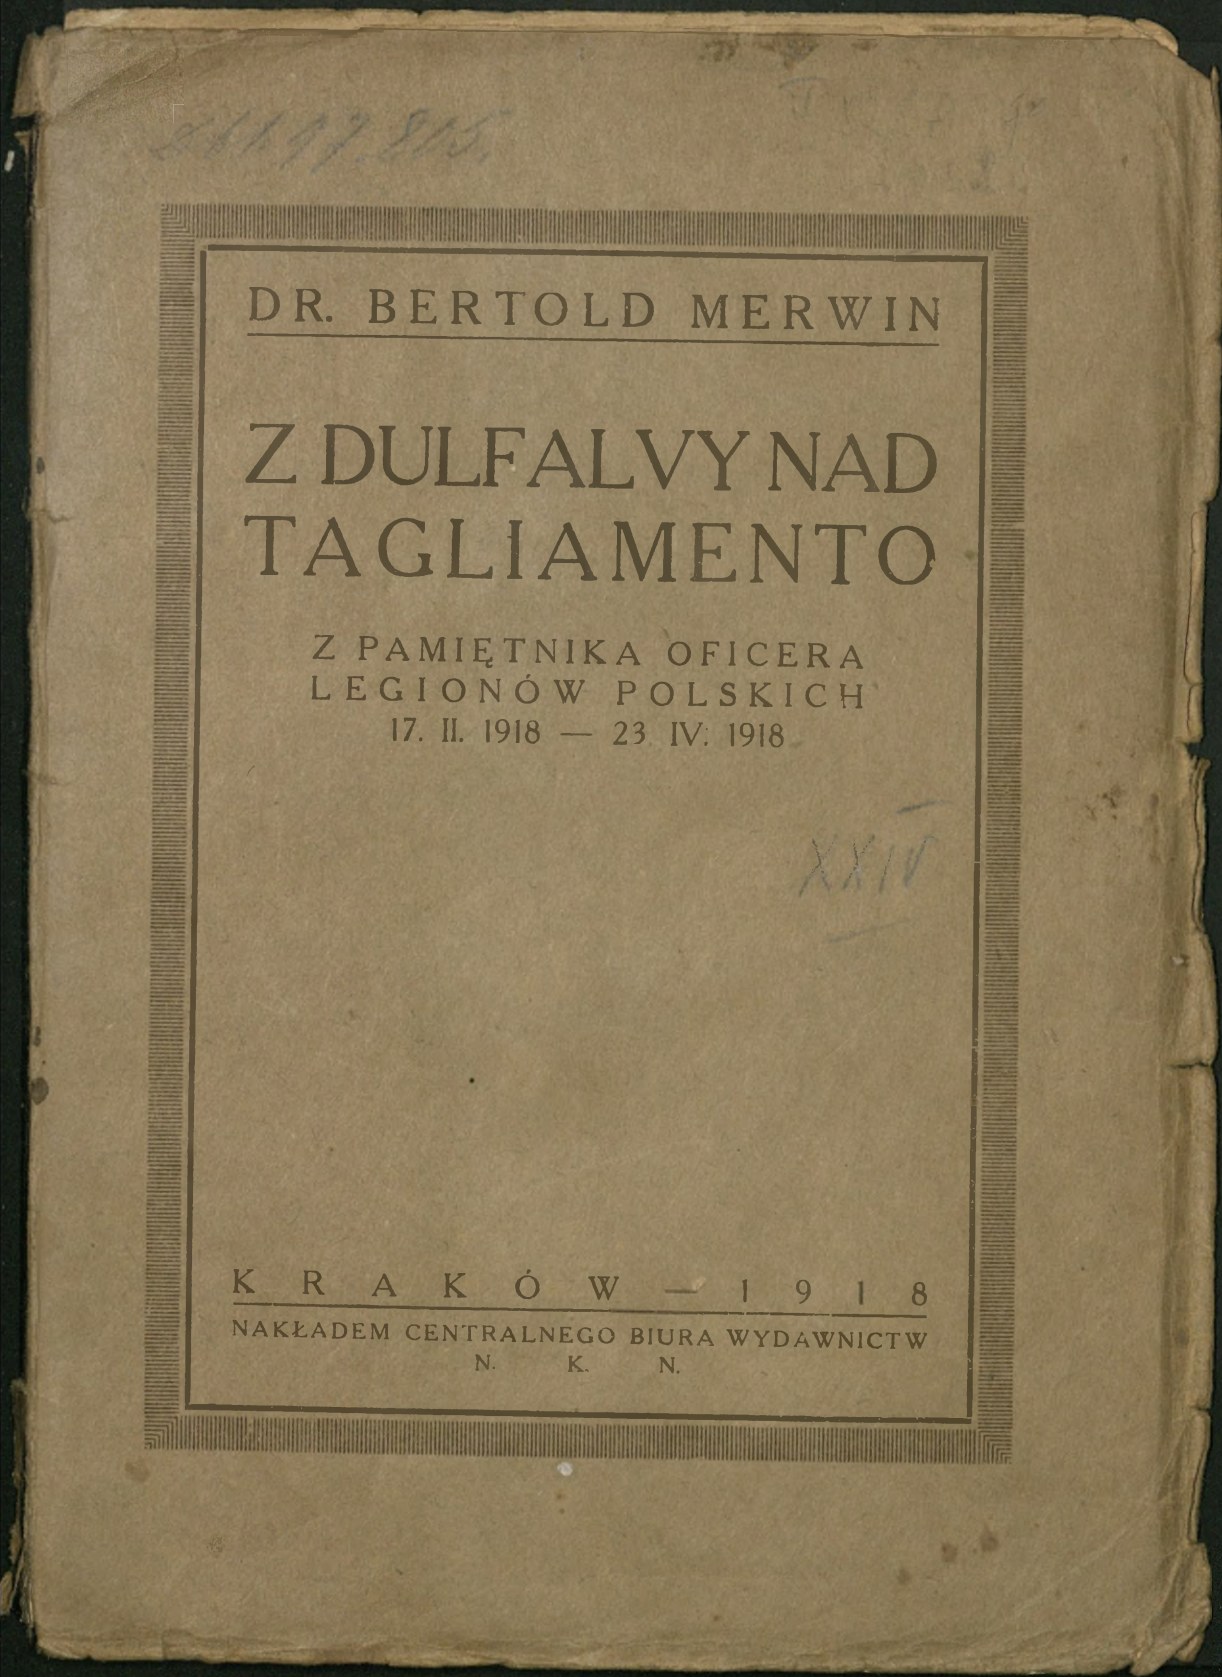 DR. BERTOLD MERWIN
Z DULFALVY NAD
TAGLIAMENTO
Z PAMIĘTNIKA OFICERA
LEGIONÓW POLSKICH
17. II. 1918 — 23. IV. 1918
XXIV
KRAKÓW — 1918
NAKŁADEM CENTRALNEGO BIURA WYDAWNICTW
N. K. N.